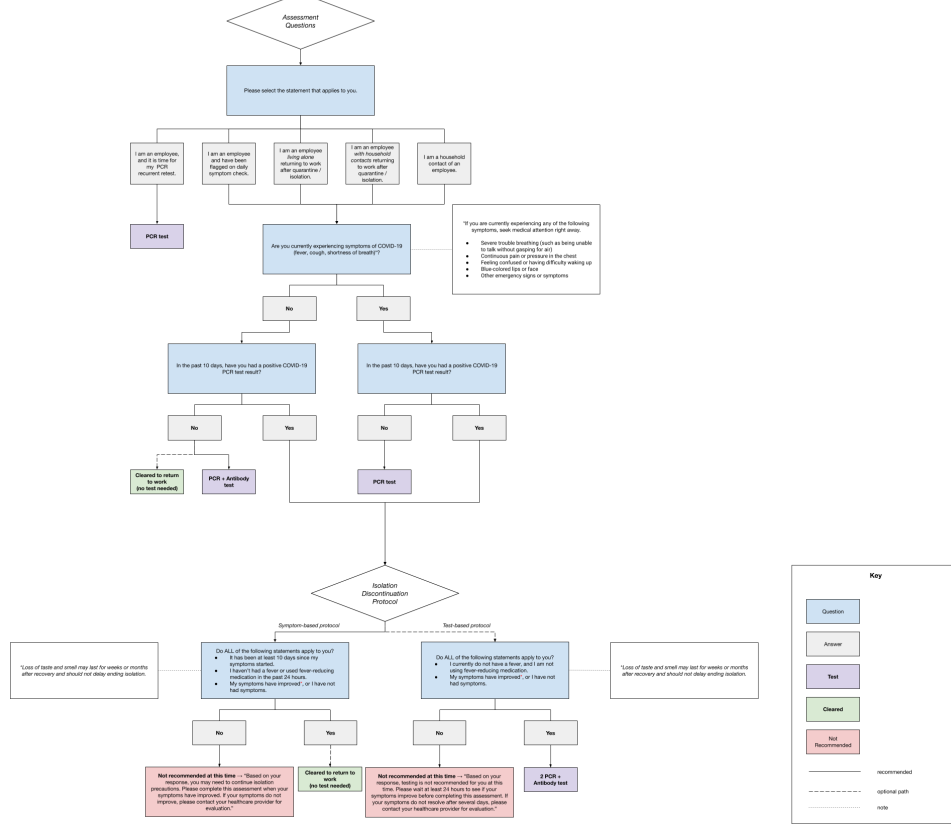 Assessment
Questions
Please select the statement that applies to you.
I am an employee,
and it is time for
my PCR
recurrent retest.
I am an employee
and have been
flagged on daily
symptom check.
I am an employee
living alone
returning to work
after quarantine /
isolation.
I am an employee
with household
contacts returning
to work after
quarantine /
isolation.
I am a household
contact of an
employee.
PCR test
Are you currently experiencing symptoms of COVID-19
(fever, cough, shortness of breath)*?
*If you are currently experiencing any of the following
symptoms, seek medical attention right away.
● Severe trouble breathing (such as being unable
to talk without gasping for air)
● Continuous pain or pressure in the chest
● Feeling confused or having difficulty waking up
● Blue-colored lips or face
● Other emergency signs or symptoms
No
Yes
In the past 10 days, have you had a positive COVID-19
PCR test result?
In the past 10 days, have you had a positive COVID-19
PCR test result?
No
Yes
No
Yes
Cleared to return
to work
(no test needed)
PCR + Antibody
test
PCR test
Isolation
Discontinuation
Protocol
Symptom-based protocol
Test-based protocol
*Loss of taste and smell may last for weeks or months
after recovery and should not delay ending isolation.
Do ALL of the following statements apply to you?
● It has been at least 10 days since my
symptoms started.
● I haven't had a fever or used fever-reducing
medication in the past 24 hours.
● My symptoms have improved*, or I have not
had symptoms.
Do ALL of the following statements apply to you?
● I currently do not have a fever, and I am not
using fever-reducing medication.
● My symptoms have improved*, or I have not
had symptoms.
*Loss of taste and smell may last for weeks or months
after recovery and should not delay ending isolation.
No
Yes
No
Yes
Not recommended at this time → "Based on your
response, you may need to continue isolation
precautions. Please complete this assessment when your
symptoms have improved. If your symptoms do not
improve, please contact your healthcare provider for
evaluation."
Cleared to return to
work
(no test needed)
Not recommended at this time → "Based on your
response, testing is not recommended for you at this
time. Please wait at least 24 hours to see if your
symptoms improve before completing this assessment. If
your symptoms do not resolve after several days, please
contact your healthcare provider for evaluation."
2 PCR +
Antibody test
Key
Question
Answer
Test
Cleared
Not
Recommended
recommended
optional path
note